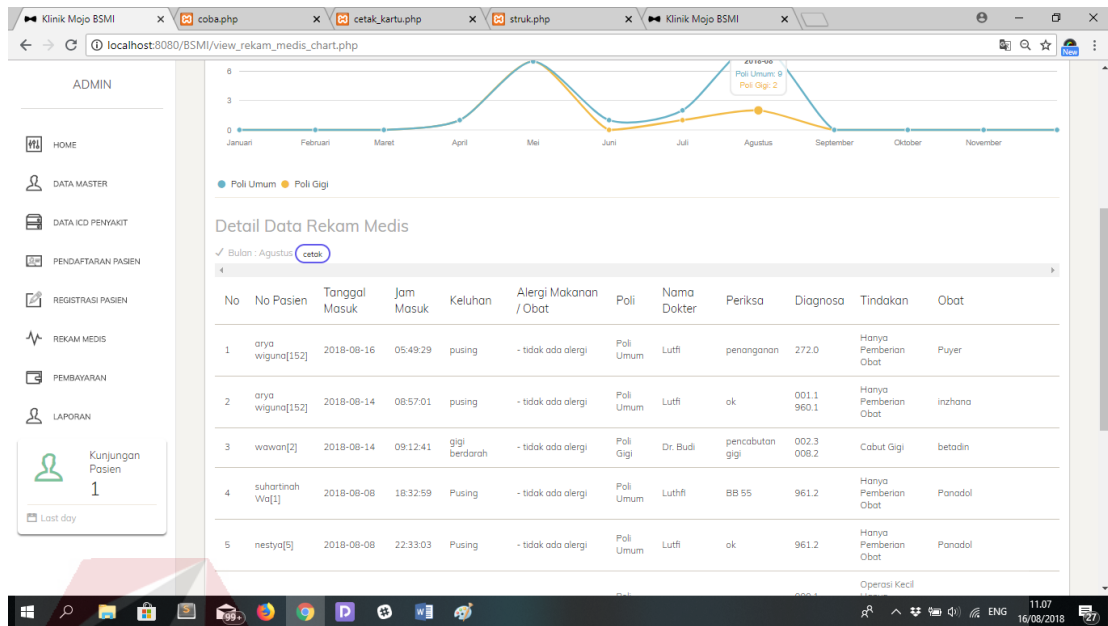 Klinik Mojo BSMI
coba.php
cetak_kartu.php
struk.php
Klinik Mojo BSMI
localhost:8080/BSMI/view_rekam_medis_chart.php
New
ADMIN
HOME
DATA MASTER
DATA ICD PENYAKIT
PENDAFTARAN PASIEN
REGISTRASI PASIEN
REKAM MEDIS
PEMBAYARAN
LAPORAN
Kunjungan
Pasien
1
Last day
6
3
0
2018-08
Poli Umum: 9
Poli Gigi: 2
Januari Februari Maret April Mei Juni Juli Agustus September Oktober November
Poli Umum Poli Gigi
Detail Data Rekam Medis
✓ Bulan : Agustus cetak
No No Pasien Tanggal Masuk Jam Masuk Keluhan Alergi Makanan / Obat Poli Nama Dokter Periksa Diagnosa Tindakan Obat
1 arya wiguna[152] 2018-08-16 05:49:29 pusing - tidak ada alergi Poli Umum Lutfi penanganan 272.0 Hanya Pemberian Obat Puyer
2 arya wiguna[152] 2018-08-14 08:57:01 pusing - tidak ada alergi Poli Umum Lutfi ok 001.1 960.1 Hanya Pemberian Obat inzhana
3 wawan[2] 2018-08-14 09:12:41 gigi berdarah - tidak ada alergi Poli Gigi Dr. Budi pencabutan gigi 002.3 008.2 Cabut Gigi betadin
4 suhartinah Wa[1] 2018-08-08 18:32:59 Pusing - tidak ada alergi Poli Umum Luthfi BB 55 961.2 Hanya Pemberian Obat Panadol
5 nestya[5] 2018-08-08 22:33:03 Pusing - tidak ada alergi Poli Umum Lutfi ok 961.2 Hanya Pemberian Obat Panadol
Operasi Kecil
99+
ENG
11.07
16/08/2018
27